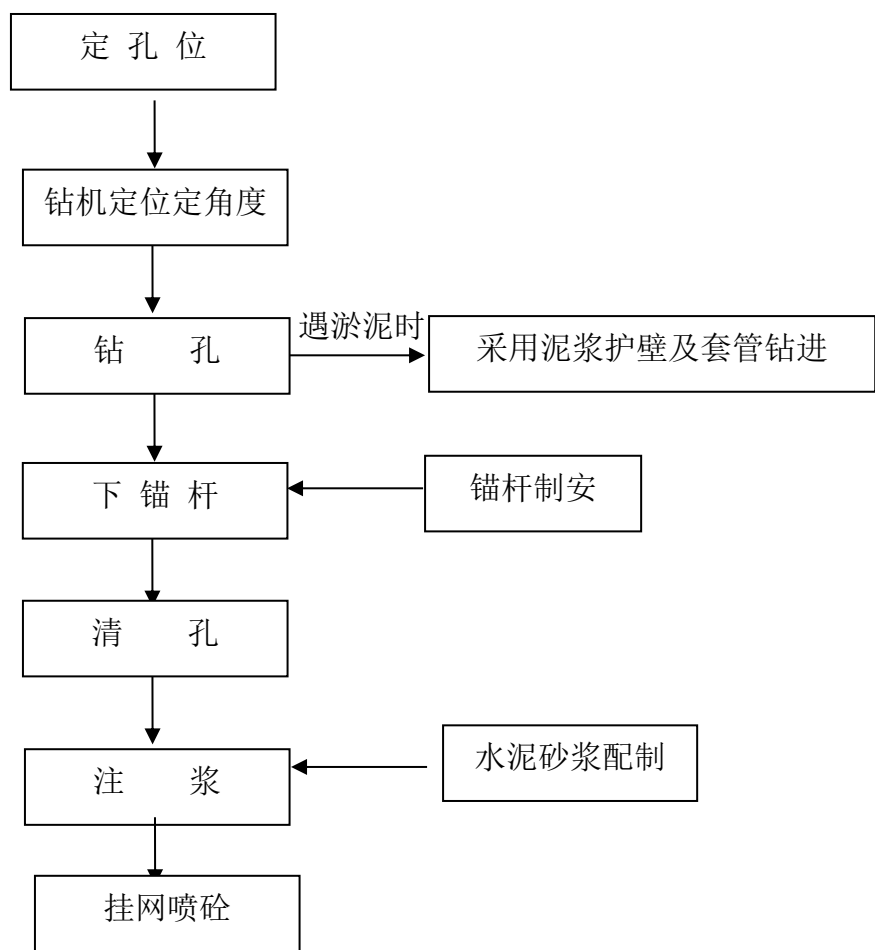 定 孔 位
钻机定位定角度
遇淤泥时
钻 孔
采用泥浆护壁及套管钻进
下 锚 杆
锚杆制安
清 孔
注 浆
水泥砂浆配制
挂网喷砼